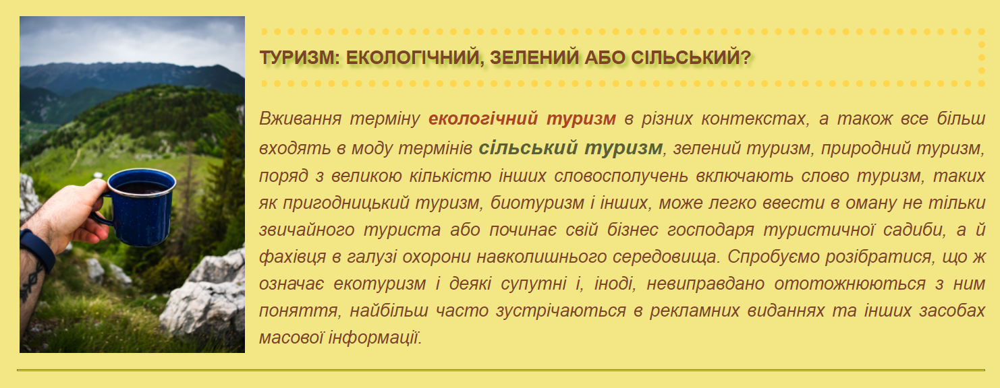 ТУРИЗМ: ЕКОЛОГІЧНИЙ, ЗЕЛЕНИЙ АБО СІЛЬСЬКИЙ?
Вживання терміну екологічний туризм в різних контекстах, а також все більш
входять в моду термінів сільський туризм, зелений туризм, природний туризм,
поряд з великою кількістю інших словосполучень включають слово туризм, таких
як пригодницький туризм, биотуризм і інших, може легко ввести в оману не тільки
звичайного туриста або починає свій бізнес господаря туристичної садиби, а й
фахівця в галузі охорони навколишнього середовища. Спробуємо розібратися, що ж
означає екотуризм і деякі супутні і, іноді, невиправдано ототожнюються з ним
поняття, найбільш часто зустрічаються в рекламних виданнях та інших засобах
масової інформації.